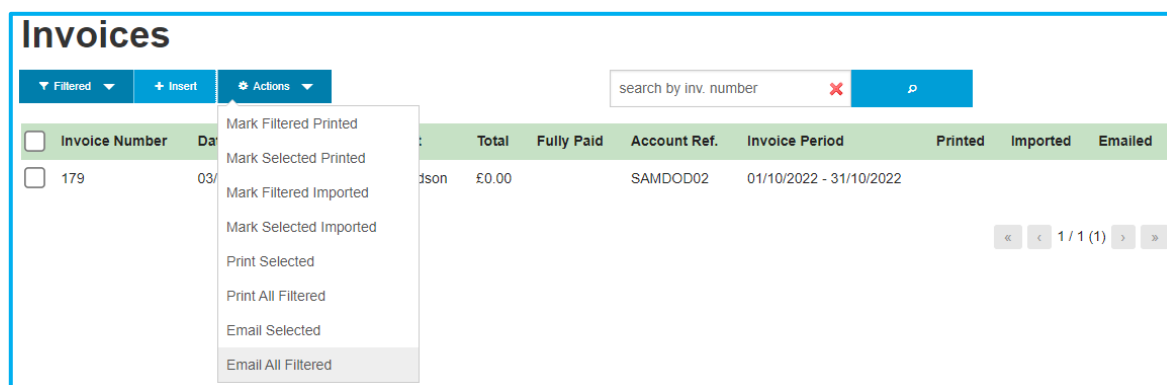 Invoices
Filtered + Insert Actions search by inv. number
Invoice Number Total Fully Paid Account Ref. Invoice Period Printed Imported Emailed
179 03/ £0.00 SAMDOD02 01/10/2022 - 31/10/2022
Mark Filtered Printed
Mark Selected Printed
Mark Filtered Imported
Mark Selected Imported
Print Selected
« ‹ 1 / 1 (1) › »
Print All Filtered
Email Selected
Email All Filtered